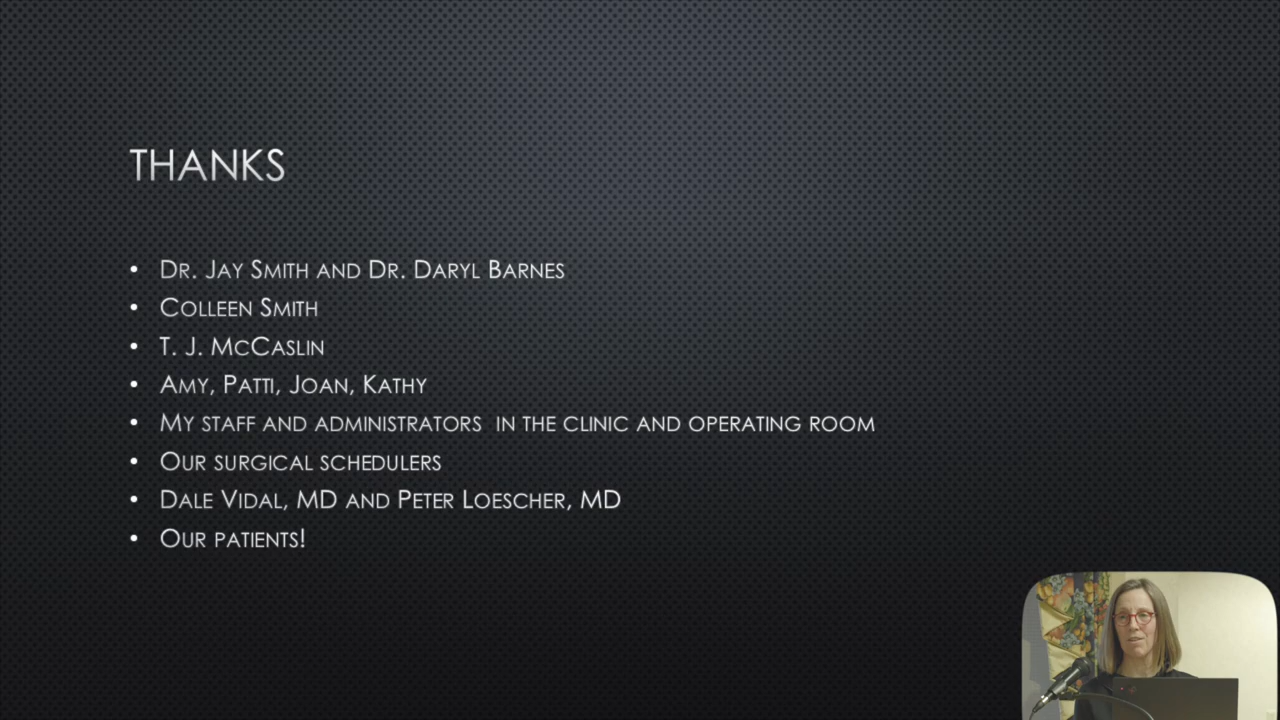 THANKS
• DR. JAY SMITH AND DR. DARYL BARNES
• COLLEEN SMITH
• T. J. MCCASLIN
• AMY, PATTI, JOAN, KATHY
• MY STAFF AND ADMINISTRATORS IN THE CLINIC AND OPERATING ROOM
• OUR SURGICAL SCHEDULERS
• DALE VIDAL, MD AND PETER LOESCHER, MD
• OUR PATIENTS!